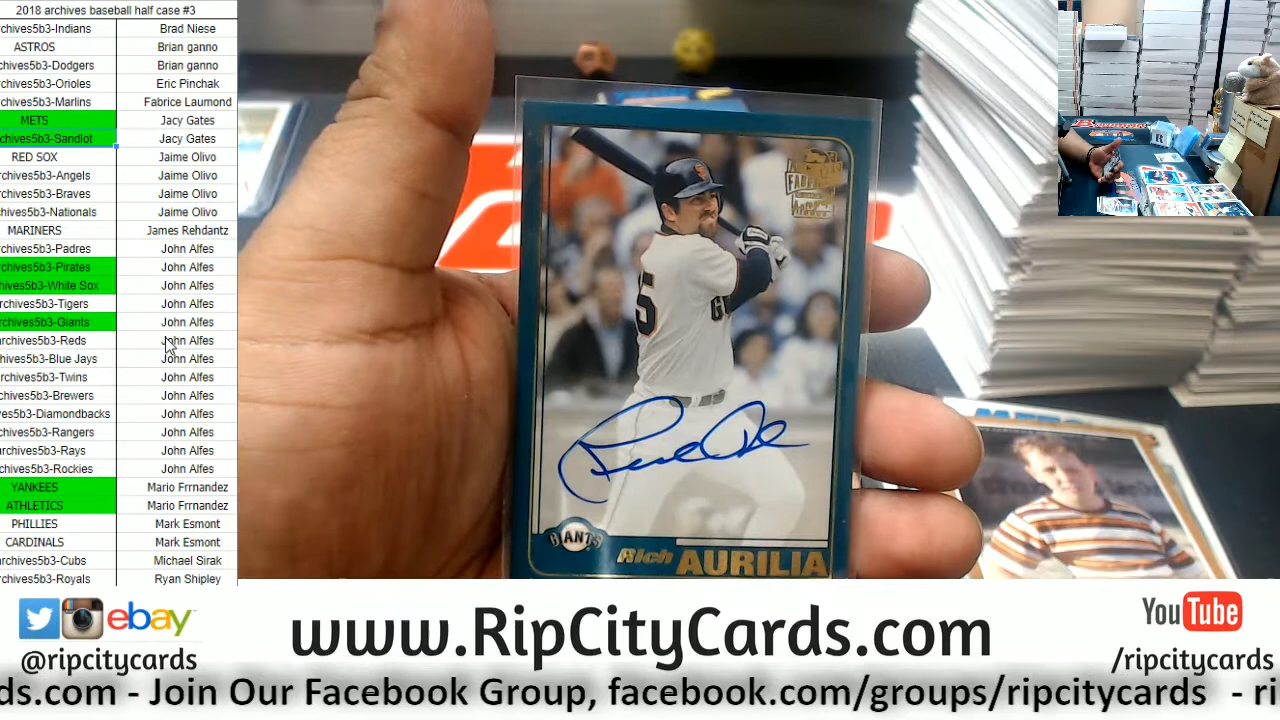 2018 archives baseball half case #3
chives5b3-Indians Brad Niese
ASTROS Brian ganno
chives5b3-Dodgers Brian ganno
chives5b3-Orioles Eric Pinchak
chives5b3-Marlins Fabrice Laumond
METS Jacy Gates
chives5b3-Sandlot Jacy Gates
RED SOX Jaime Olivo
chives5b3-Angels Jaime Olivo
chives5b3-Braves Jaime Olivo
hives5b3-Nationals Jaime Olivo
MARINERS James Rehdantz
chives5b3-Padres John Alfes
chives5b3-Pirates John Alfes
hives5b3-White Sox John Alfes
rchives5b3-Tigers John Alfes
rchives5b3-Giants John Alfes
archives5b3-Reds John Alfes
hives5b3-Blue Jays John Alfes
rchives5b3-Twins John Alfes
chives5b3-Brewers John Alfes
ves5b3-Diamondbacks John Alfes
chives5b3-Rangers John Alfes
rchives5b3-Rays John Alfes
chives5b3-Rockies John Alfes
YANKEES Mario Frrnandez
ATHLETICS Mario Frrnandez
PHILLIES Mark Esmont
CARDINALS Mark Esmont
rchives5b3-Cubs Michael Sirak
chives5b3-Royals Ryan Shipley
GIANTS
Rich AURILIA
METS
ebay
@ripcitycards
www.RipCityCards.com
YouTube
/ripcitycards
ds.com - Join Our Facebook Group, facebook.com/groups/ripcitycards - ri